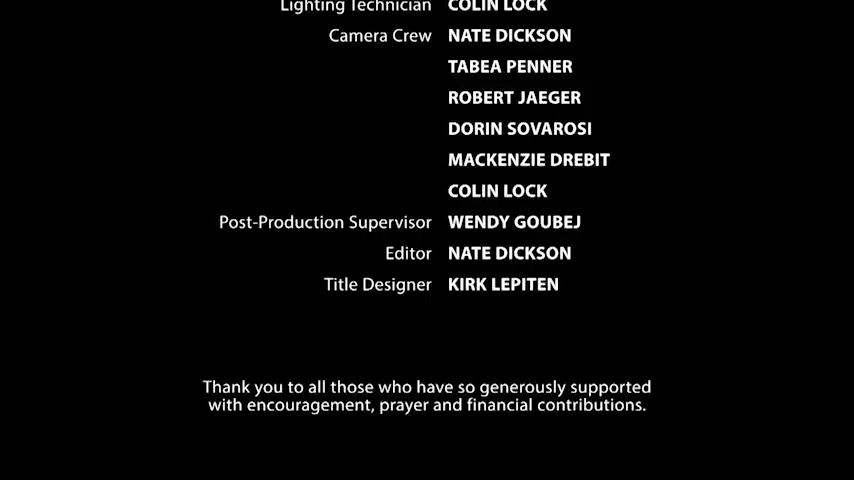 Lighting Technician COLIN LOCK
Camera Crew NATE DICKSON
TABEA PENNER
ROBERT JAEGER
DORIN SOVAROSI
MACKENZIE DREBIT
COLIN LOCK
Post-Production Supervisor WENDY GOUBEJ
Editor NATE DICKSON
Title Designer KIRK LEPITEN
Thank you to all those who have so generously supported
with encouragement, prayer and financial contributions.